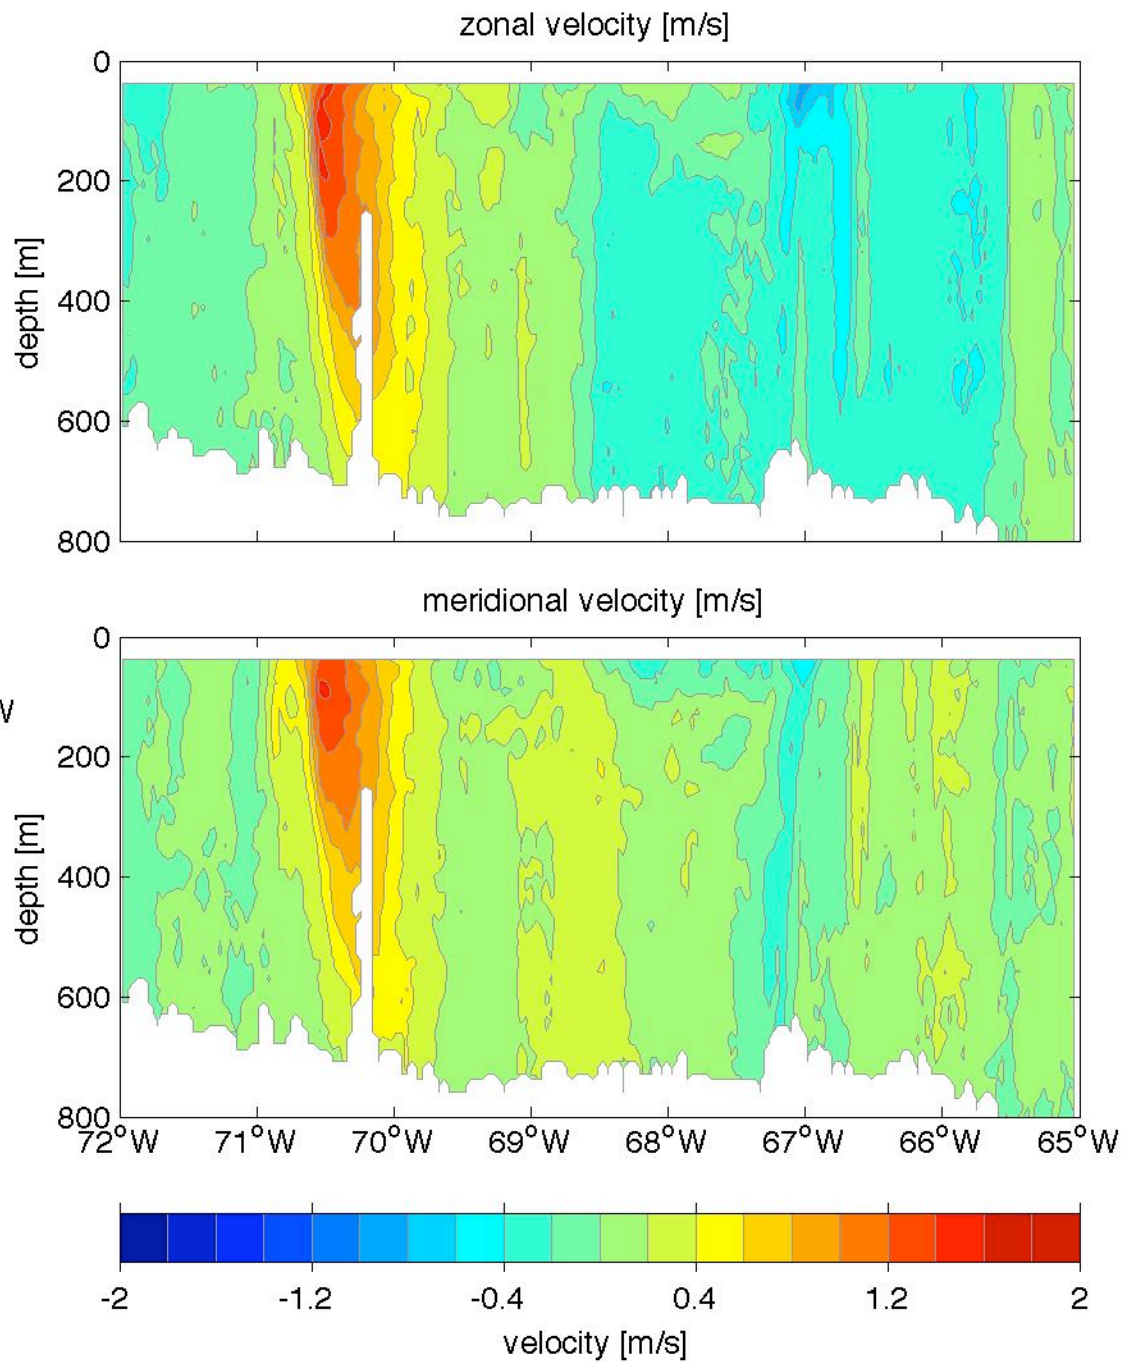 zonal velocity [m/s]
0
200
400
600
800
depth [m]
meridional velocity [m/s]
0
200
400
600
800
depth [m]
W
72°W 71°W 70°W 69°W 68°W 67°W 66°W 65°W
-2 -1.2 -0.4 0.4 1.2 2
velocity [m/s]